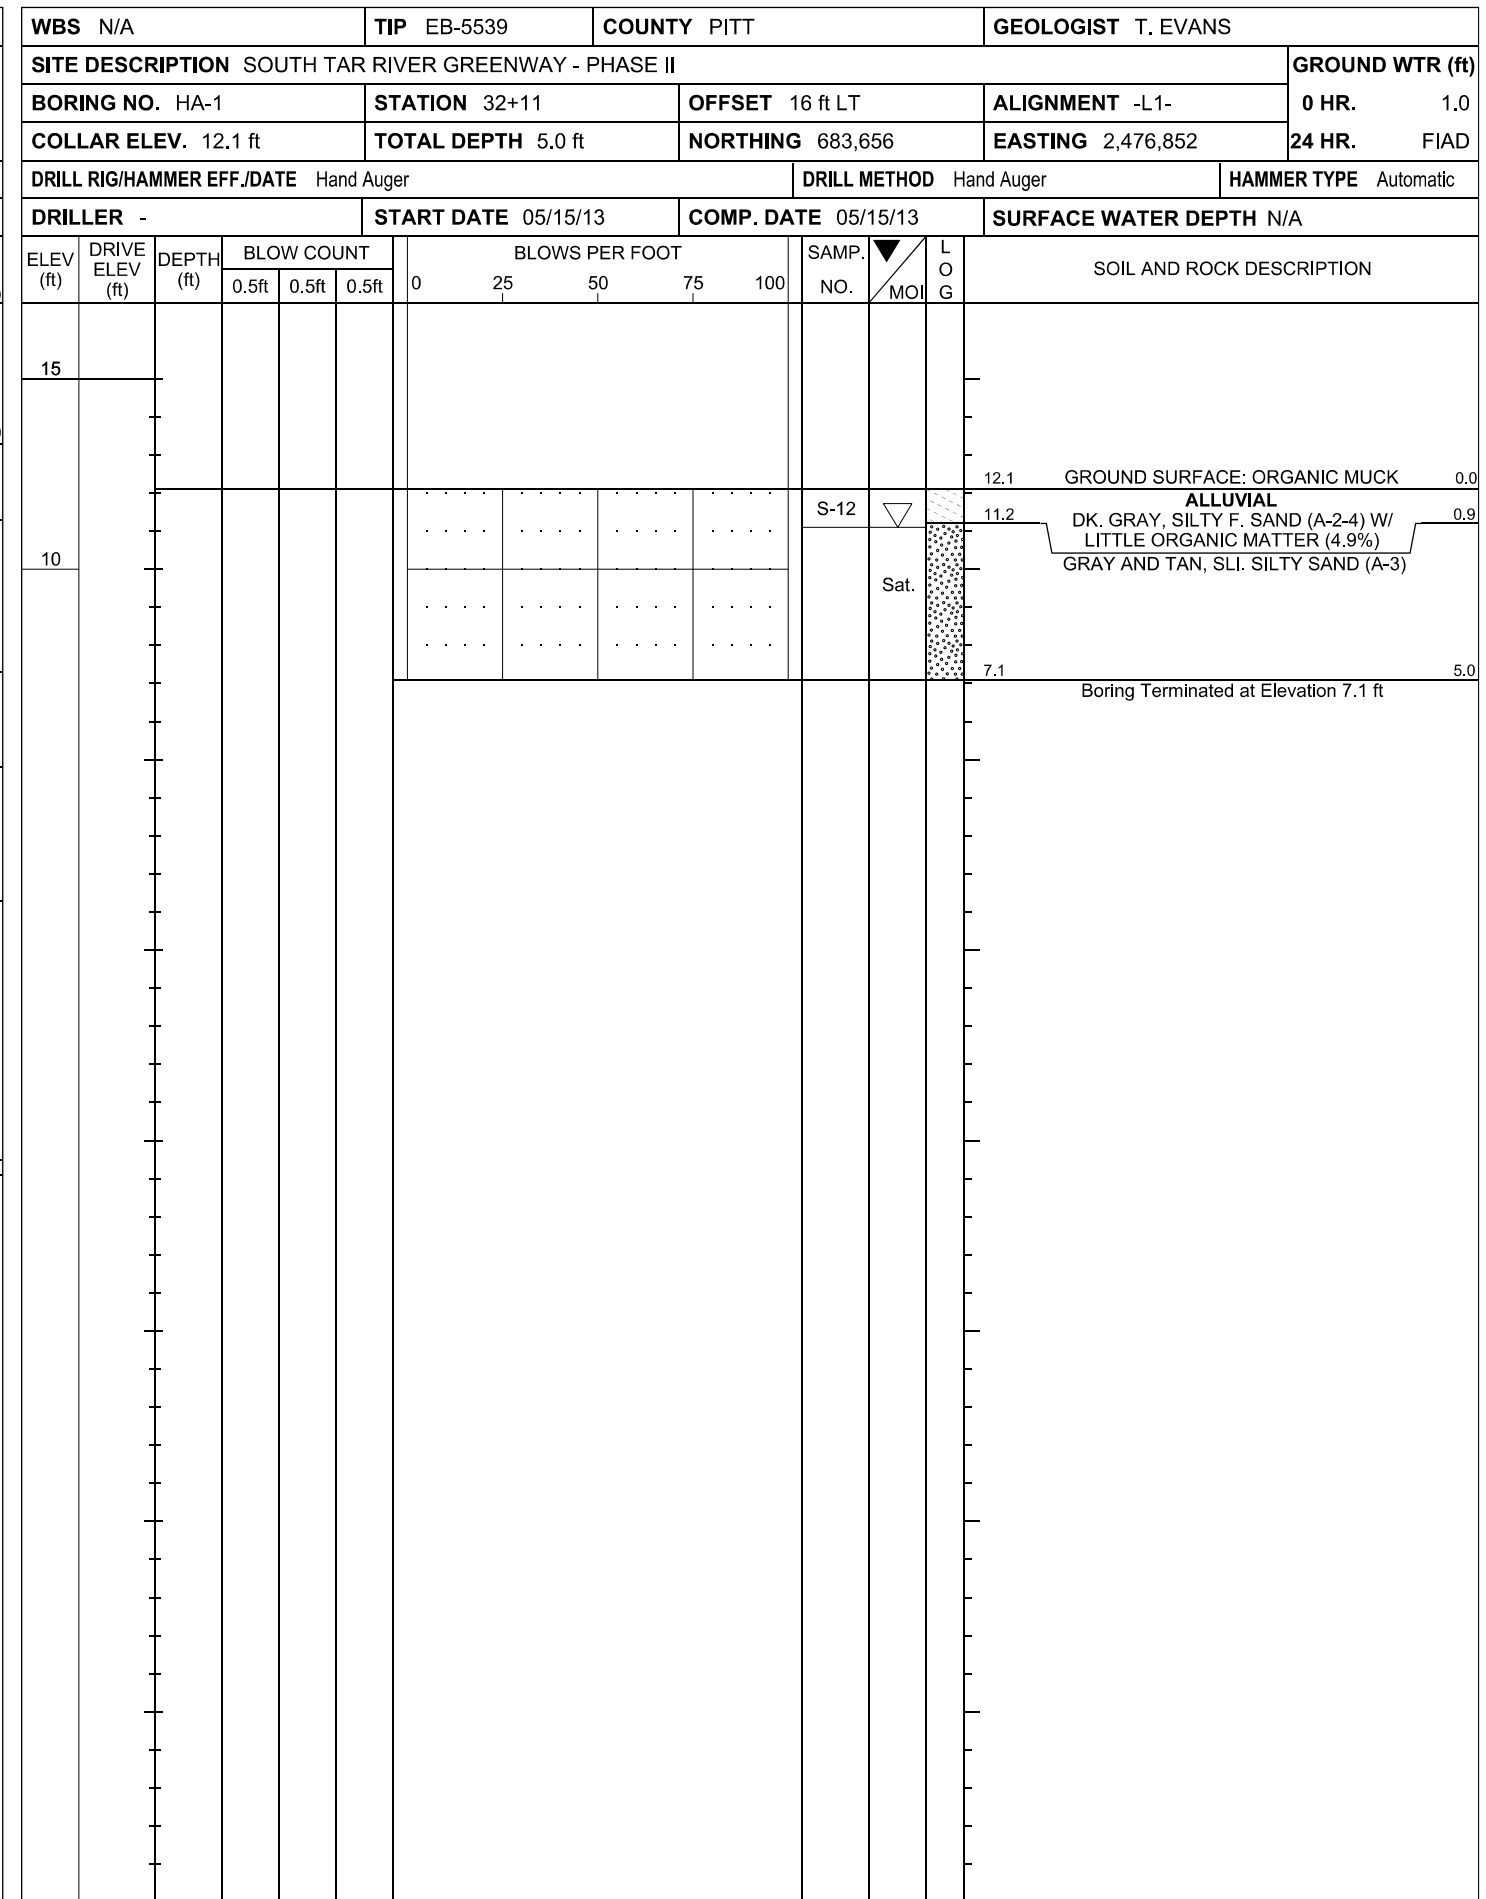 WBS N/A TIP EB-5539 COUNTY PITT GEOLOGIST T. EVANS
SITE DESCRIPTION SOUTH TAR RIVER GREENWAY - PHASE II GROUND WTR (ft)
BORING NO. HA-1 STATION 32+11 OFFSET 16 ft LT ALIGNMENT -L1- 0 HR. 1.0
COLLAR ELEV. 12.1 ft TOTAL DEPTH 5.0 ft NORTHING 683,656 EASTING 2,476,852 24 HR. FIAD
DRILL RIG/HAMMER EFF./DATE Hand Auger DRILL METHOD Hand Auger HAMMER TYPE Automatic
DRILLER - START DATE 05/15/13 COMP. DATE 05/15/13 SURFACE WATER DEPTH N/A
ELEV (ft) DRIVE ELEV (ft) DEPTH (ft) BLOW COUNT BLOWS PER FOOT SAMP. NO. MOI LOG SOIL AND ROCK DESCRIPTION
0.5ft 0.5ft 0.5ft 0 25 50 75 100
15
12.1 GROUND SURFACE: ORGANIC MUCK 0.0
ALLUVIAL
S-12 11.2 DK. GRAY, SILTY F. SAND (A-2-4) W/ 0.9
LITTLE ORGANIC MATTER (4.9%)
10 GRAY AND TAN, SLI. SILTY SAND (A-3)
Sat.
7.1 5.0
Boring Terminated at Elevation 7.1 ft